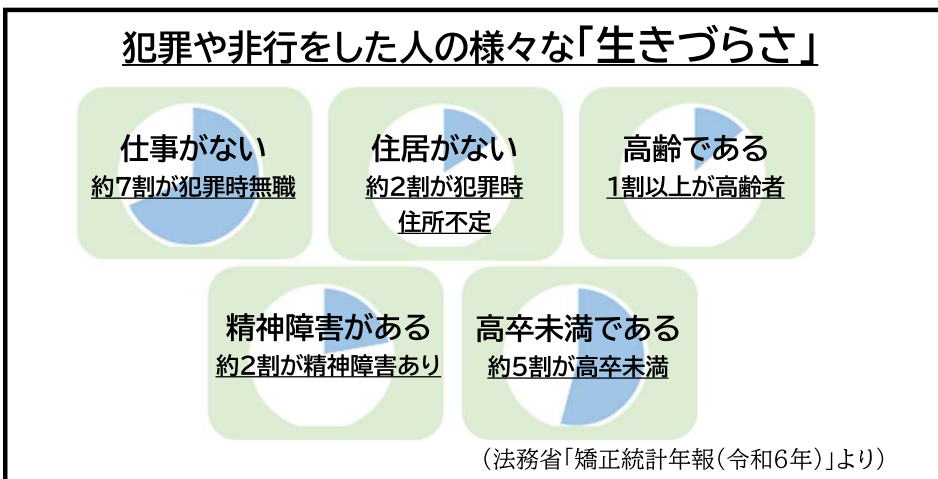 犯罪や非行をした人の様々な「生きづらさ」
仕事がない
約7割が犯罪時無職
住居がない
約2割が犯罪時
住所不定
高齢である
1割以上が高齢者
精神障害がある
約2割が精神障害あり
高卒未満である
約5割が高卒未満
（法務省「矯正統計年報（令和6年）」より）